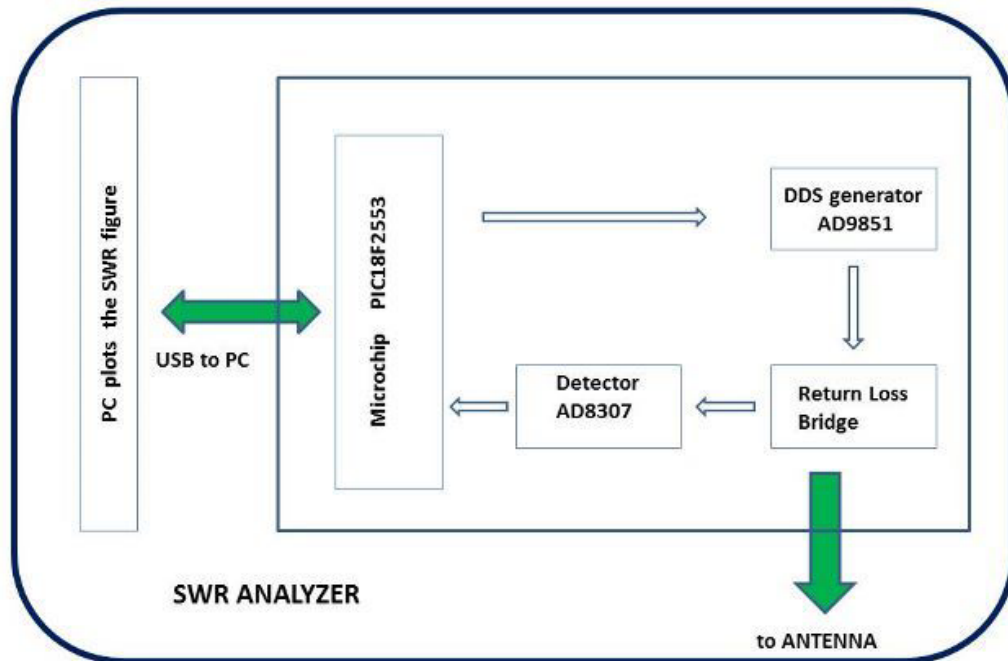 PC plots the SWR figure
USB to PC
Microchip PIC18F2553
DDS generator
AD9851
Detector
AD8307
Return Loss
Bridge
SWR ANALYZER
to ANTENNA